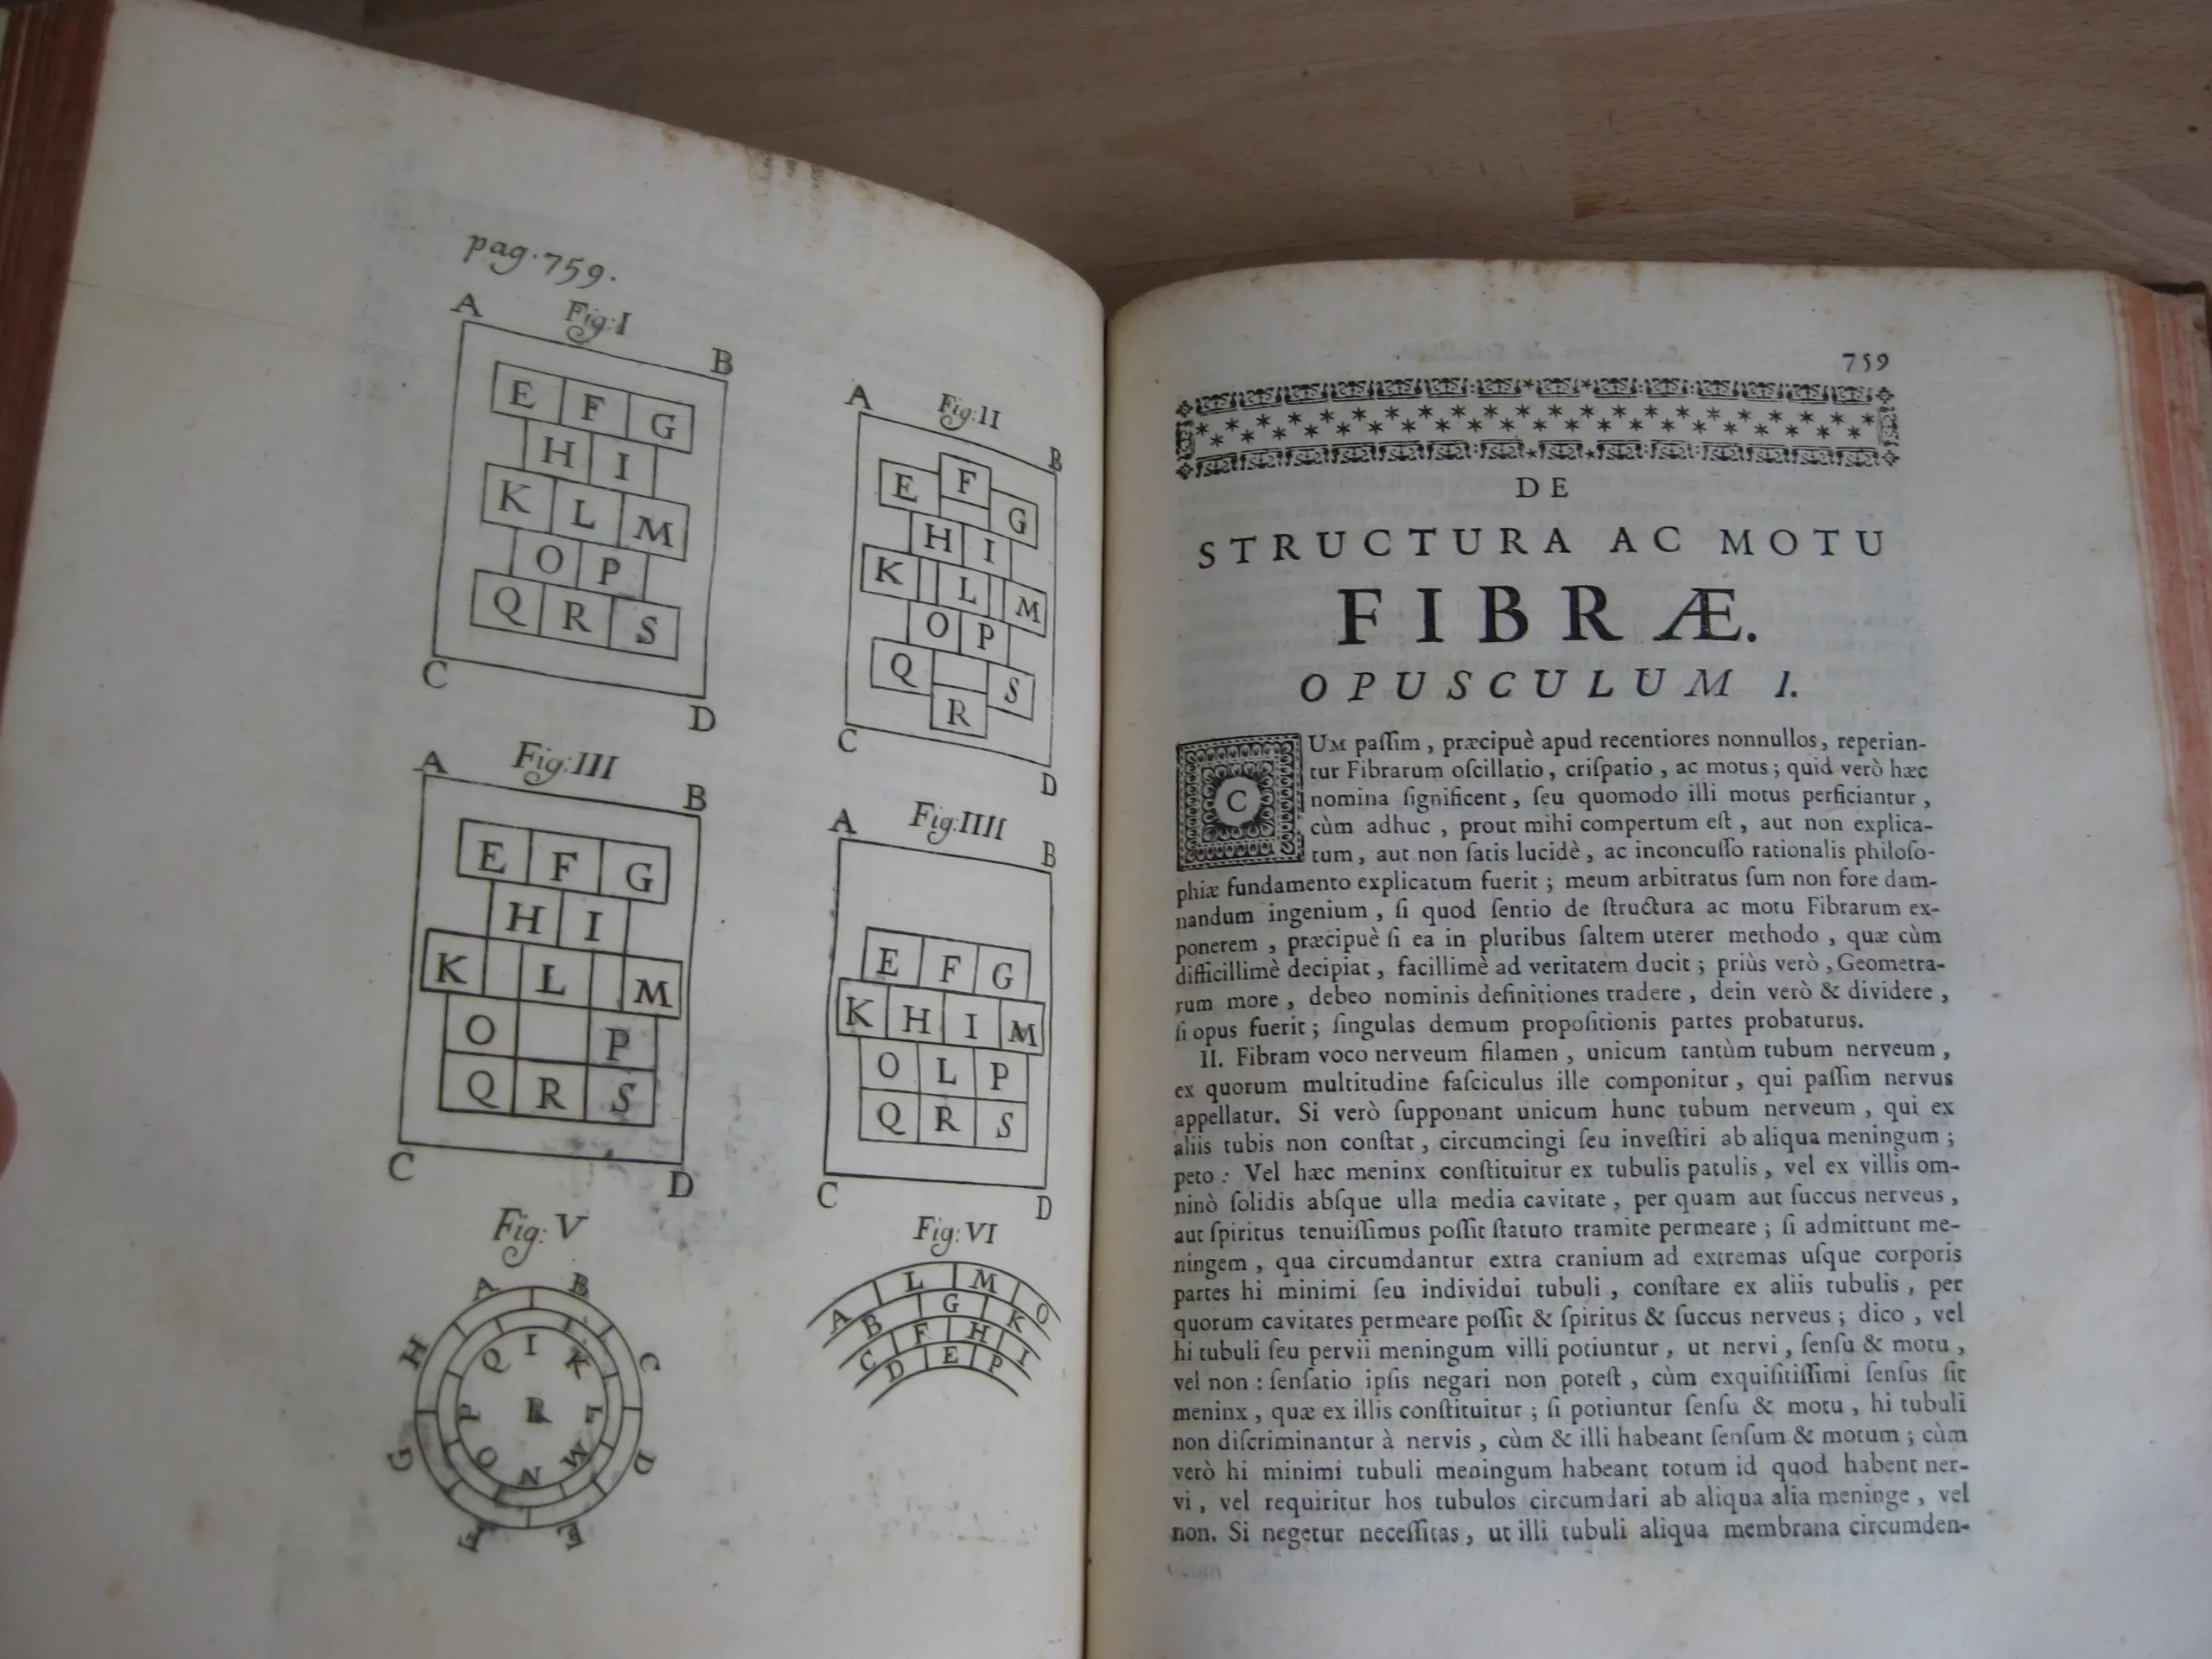 pag. 759.
Fig: I
A
B
E F G
H I
K L M
O P
Q R S
C
D
Fig: II
A
B
E F G
H I
K L M
O P
Q R S
C
D
Fig: III
A
B
E F G
H I
K L M
O P
Q R S
C
D
Fig: IIII
A
B
E F G
K H I M
O L P
Q R S
C
D
Fig: V
A B
H Q I K C
P R L
G O N M D
F E
Fig: VI
A L M O
B G K
C F H I
D E P
759
DE
STRUCTURA AC MOTU
FIBRÆ.
OPUSCULUM I.
CUM paſſim, præcipuè apud recentiores nonnullos, reperian-
tur Fibrarum oſcillatio, criſpatio, ac motus; quid verò hæc
nomina ſignificent, ſeu quomodo illi motus perficiantur,
cùm adhuc, prout mihi compertum eſt, aut non explica-
tum, aut non ſatis lucidè, ac inconcuſſo rationalis philoſo-
phiæ fundamento explicatum fuerit; meum arbitratus ſum non fore dam-
nandum ingenium, ſi quod ſentio de ſtructura ac motu Fibrarum ex-
ponerem, præcipuè ſi ea in pluribus ſaltem uterer methodo, quæ cùm
difficillimè decipiat, facillimè ad veritatem ducit; priùs verò, Geometra-
rum more, debeo nominis definitiones tradere, dein verò & dividere,
ſi opus fuerit; ſingulas demum propoſitionis partes probaturus.
II. Fibram voco nerveum filamen, unicum tantùm tubum nerveum,
ex quorum multitudine faſciculus ille componitur, qui paſſim nervus
appellatur. Si verò ſupponant unicum hunc tubum nerveum, qui ex
aliis tubis non conſtat, circumcingi ſeu inveſtiri ab aliqua meningum;
peto: Vel hæc meninx conſtituitur ex tubulis patulis, vel ex villis om-
ninò ſolidis abſque ulla media cavitate, per quam aut ſuccus nerveus,
aut ſpiritus tenuiſſimus poſſit ſtatuto tramite permeare; ſi admittunt me-
ningem, qua circumdantur extra cranium ad extremas uſque corporis
partes hi minimi ſeu individui tubuli, conſtare ex aliis tubulis, per
quorum cavitates permeare poſſit & ſpiritus & ſuccus nerveus; dico, vel
hi tubuli ſeu pervii meningum villi potiuntur, ut nervi, ſenſu & motu,
vel non: ſenſatio ipſis negari non poteſt, cùm exquiſitiſſimi ſenſus ſit
meninx, quæ ex illis conſtituitur; ſi potiuntur ſenſu & motu, hi tubuli
non diſcriminantur à nervis, cùm & illi habeant ſenſum & motum; cùm
verò hi minimi tubuli meningum habeant totum id quod habent ner-
vi, vel requiritur hos tubulos circumdari ab aliqua alia meninge, vel
non. Si negetur neceſſitas, ut illi tubuli aliqua membrana circumden-